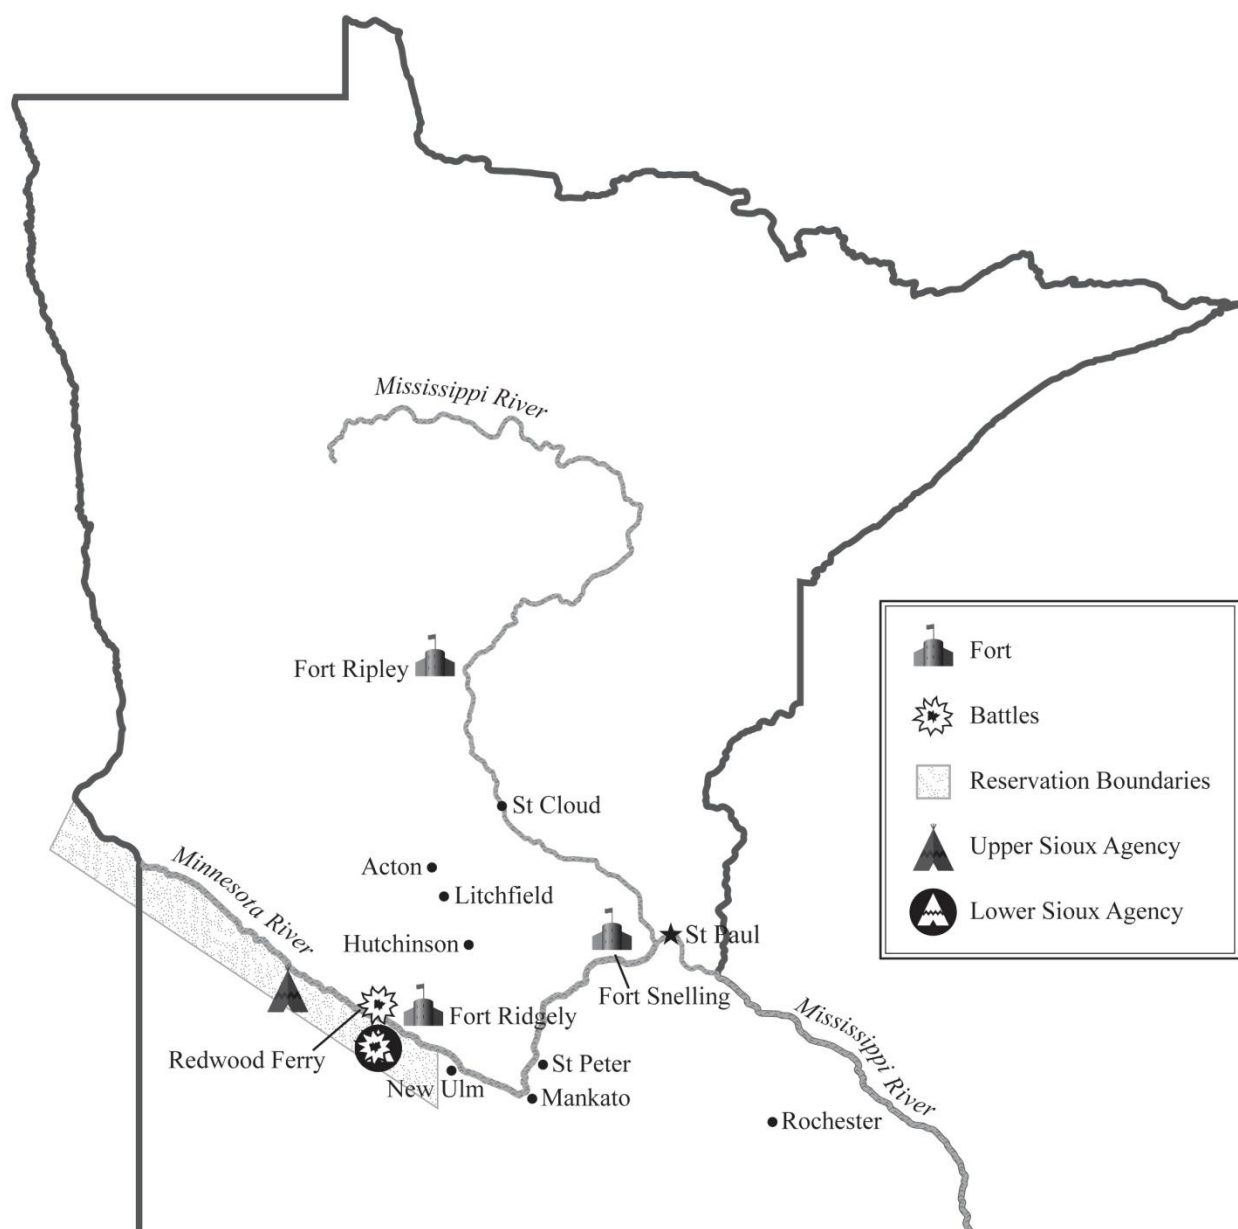 Mississippi River
Fort Ripley
Fort
Battles
Reservation Boundaries
Upper Sioux Agency
Lower Sioux Agency
St Cloud
Acton
Litchfield
Minnesota River
Hutchinson
St Paul
Fort Snelling
Fort Ridgely
Redwood Ferry
New Ulm
St Peter
Mankato
Mississippi River
Rochester